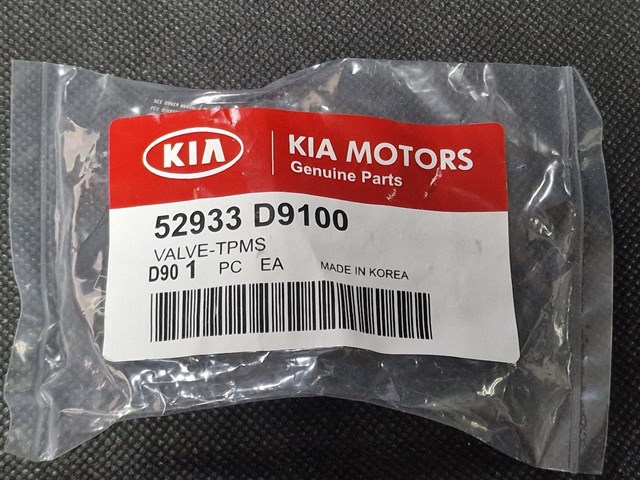 KIA
KIA MOTORS
Genuine Parts
52933 D9100
VALVE-TPMS
D90 1 PC EA MADE IN KOREA